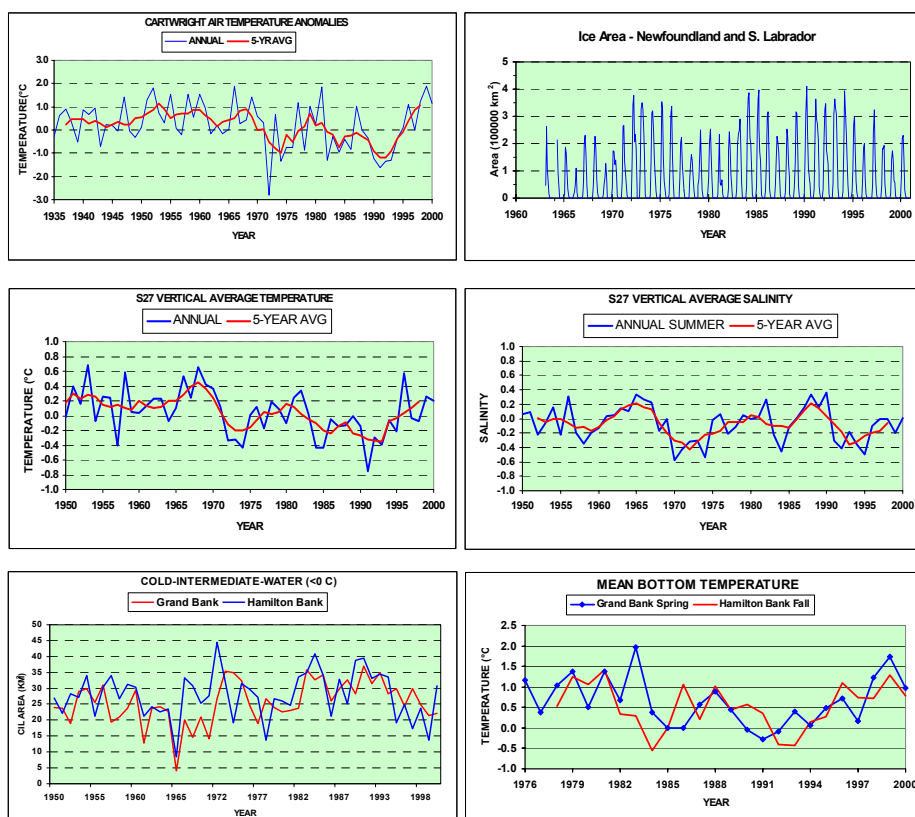 CARTWRIGHT AIR TEMPERATURE ANOMALIES
ANNUAL 5-YR AVG
TEMPERATURE(°C
3.0
2.0
1.0
0.0
-1.0
-2.0
-3.0
1935 1940 1945 1950 1955 1960 1965 1970 1975 1980 1985 1990 1995 2000
YEAR
Ice Area - Newfoundland and S. Labrador
Area (100000 km²)
5
4
3
2
1
0
1960 1965 1970 1975 1980 1985 1990 1995 2000
YEAR
S27 VERTICAL AVERAGE TEMPERATURE
ANNUAL 5-YEAR AVG
TEMPERATURE (°C
1.0
0.8
0.6
0.4
0.2
0.0
-0.2
-0.4
-0.6
-0.8
-1.0
1950 1955 1960 1965 1970 1975 1980 1985 1990 1995 2000
YEAR
S27 VERTICAL AVERAGE SALINITY
ANNUAL SUMMER 5-YEAR AVG
SALINITY
1.0
0.8
0.6
0.4
0.2
0.0
-0.2
-0.4
-0.6
-0.8
-1.0
1950 1955 1960 1965 1970 1975 1980 1985 1990 1995 2000
YEAR
COLD-INTERMEDIATE-WATER (<0 C)
Grand Bank Hamilton Bank
CIL AREA (KM)
50
45
40
35
30
25
20
15
10
5
0
1950 1955 1960 1965 1972 1977 1982 1987 1993 1998
YEAR
MEAN BOTTOM TEMPERATURE
Grand Bank Spring Hamilton Bank Fall
TEMPERATURE (°C
2.5
2.0
1.5
1.0
0.5
0.0
-0.5
-1.0
1976 1979 1982 1985 1988 1991 1994 1997 2000
YEAR